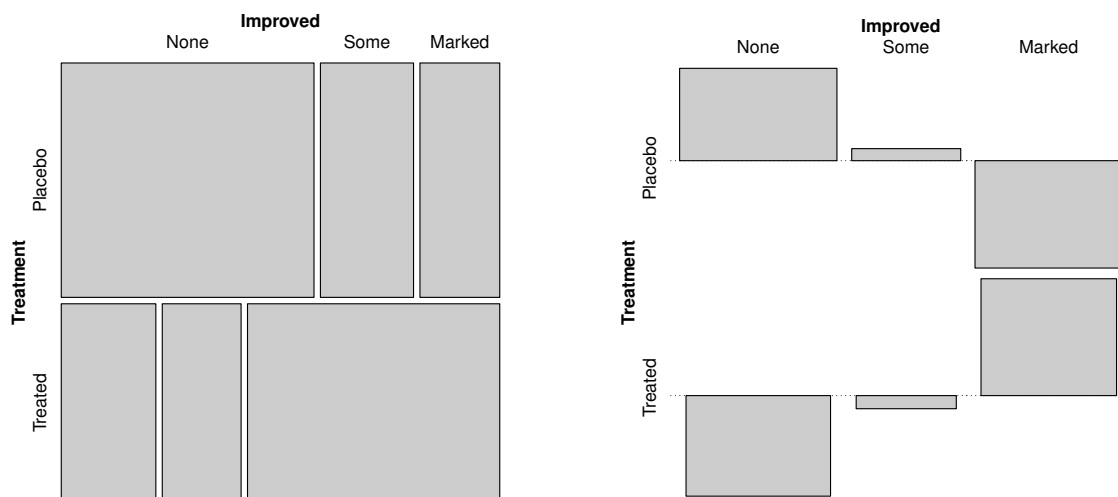 Improved
None Some Marked
Treatment
Placebo
Treated
Improved
None Some Marked
Treatment
Placebo
Treated